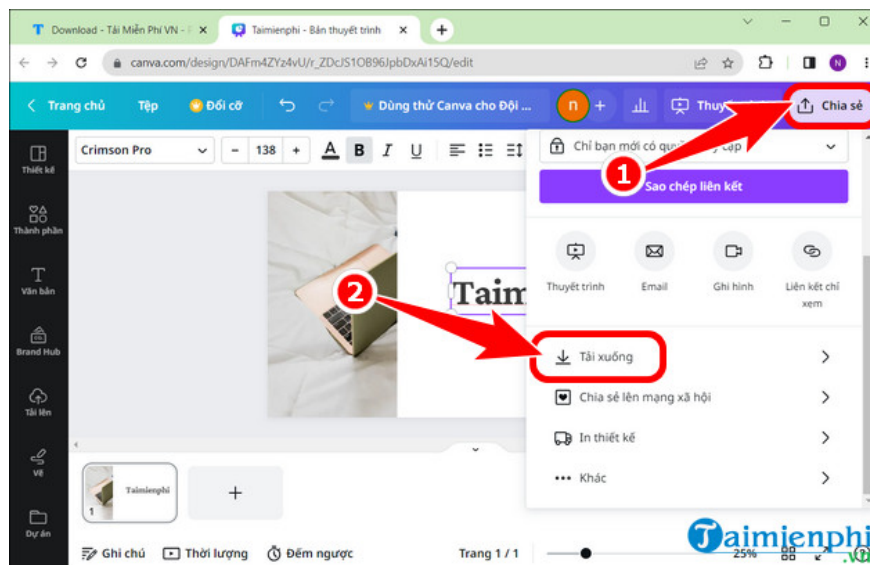 Download - Tải Miễn Phí VN -
Taimienphi - Bản thuyết trình
canva.com/design/DAFm4ZYz4vU/r_ZDcJS1OB96JpbDxAi15Q/edit
N
Trang chủ Tệp Đổi cỡ Dùng thử Canva cho Đội ... n + Chia sẻ
Crimson Pro - 138 + A B I U
Chỉ bạn mới có
1
Sao chép liên kết
Thiết kế
Thành phần
Văn bản
Brand Hub
Tải lên
Vẽ
Dự án
2
Taim
Thuyết trình Email Ghi hình Liên kết chỉ xem
Tải xuống
Chia sẻ lên mạng xã hội
In thiết kế
Khác
Taimienphi
1
Ghi chú Thời lượng Đếm ngược Trang 1 / 1 25%
Taimienphi
.vn